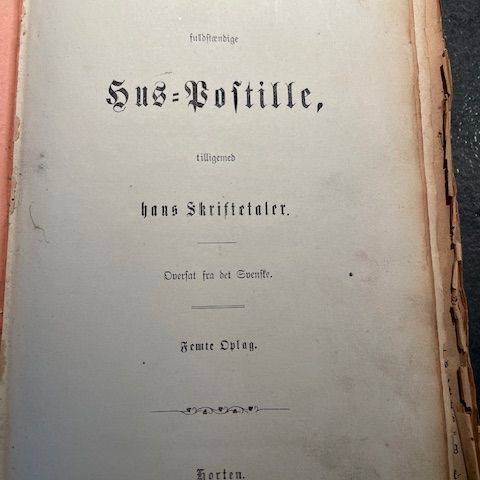 fuldstændige
Hus=Postille,
tilligemed
hans Skriftetaler.
Oversat fra det Svenske.
Femte Oplag.
Horten.